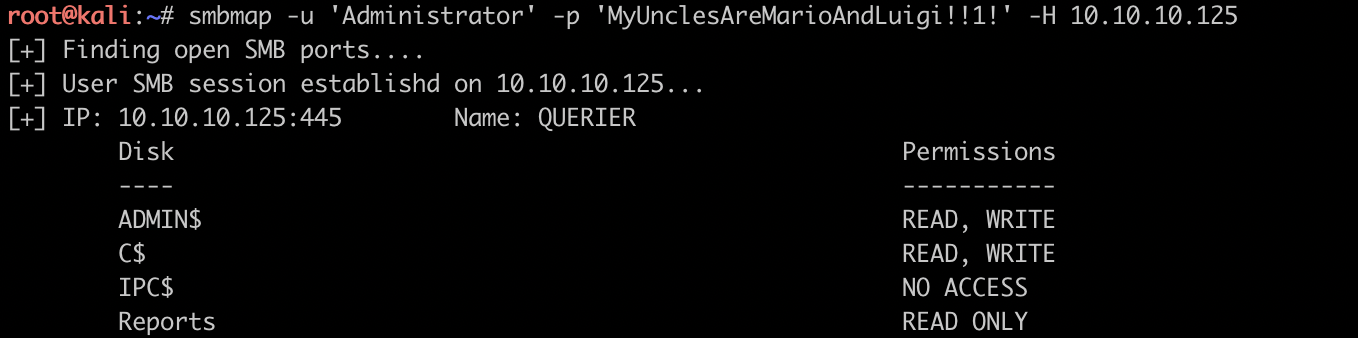 root@kali:~# smbmap -u 'Administrator' -p 'MyUnclesAreMarioAndLuigi!!1!' -H 10.10.10.125
[+] Finding open SMB ports....
[+] User SMB session establishd on 10.10.10.125...
[+] IP: 10.10.10.125:445 Name: QUERIER
Disk Permissions
---- -----------
ADMIN$ READ, WRITE
C$ READ, WRITE
IPC$ NO ACCESS
Reports READ ONLY